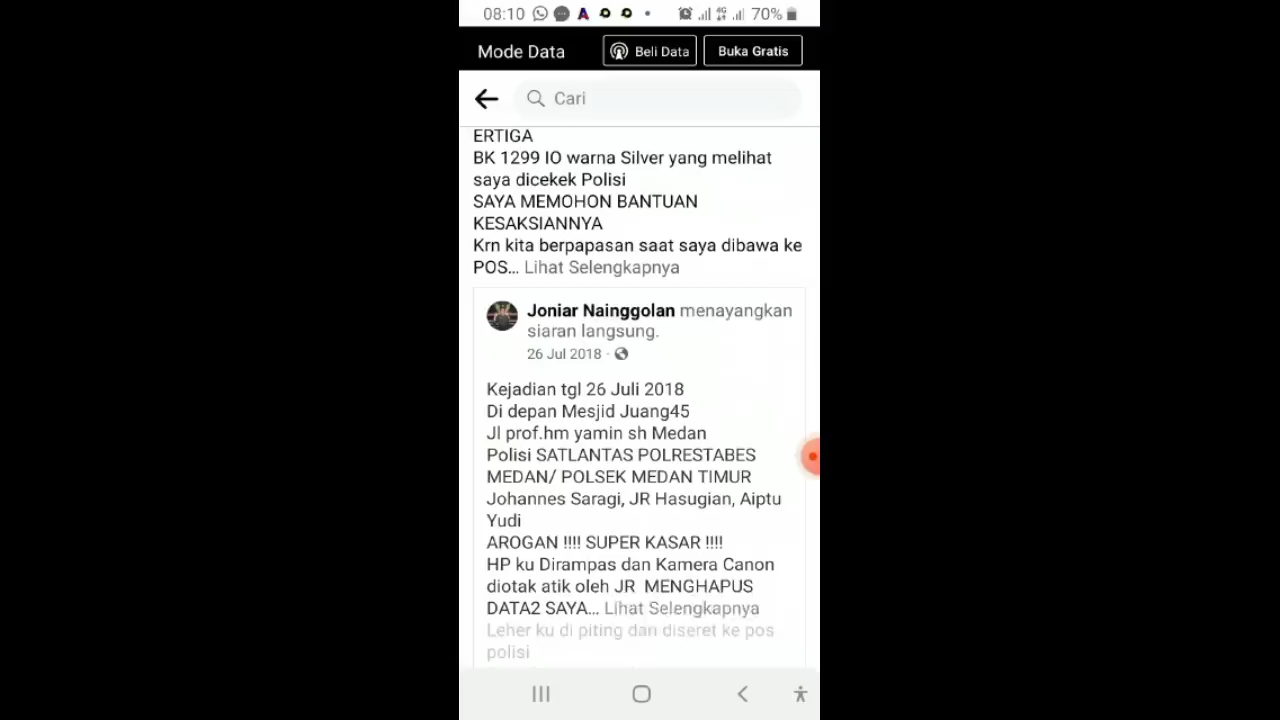 08:10 4G 70%
Mode Data Beli Data Buka Gratis
Cari
ERTIGA
BK 1299 IO warna Silver yang melihat
saya dicekek Polisi
SAYA MEMOHON BANTUAN
KESAKSIANNYA
Krn kita berpapasan saat saya dibawa ke
POS... Lihat Selengkapnya
Joniar Nainggolan menayangkan
siaran langsung.
26 Jul 2018 ·
Kejadian tgl 26 Juli 2018
Di depan Mesjid Juang45
Jl prof.hm yamin sh Medan
Polisi SATLANTAS POLRESTABES
MEDAN/ POLSEK MEDAN TIMUR
Johannes Saragi, JR Hasugian, Aiptu
Yudi
AROGAN !!!! SUPER KASAR !!!!
HP ku Dirampas dan Kamera Canon
diotak atik oleh JR MENGHAPUS
DATA2 SAYA... Lihat Selengkapnya
Leher ku di piting dan diseret ke pos
polisi